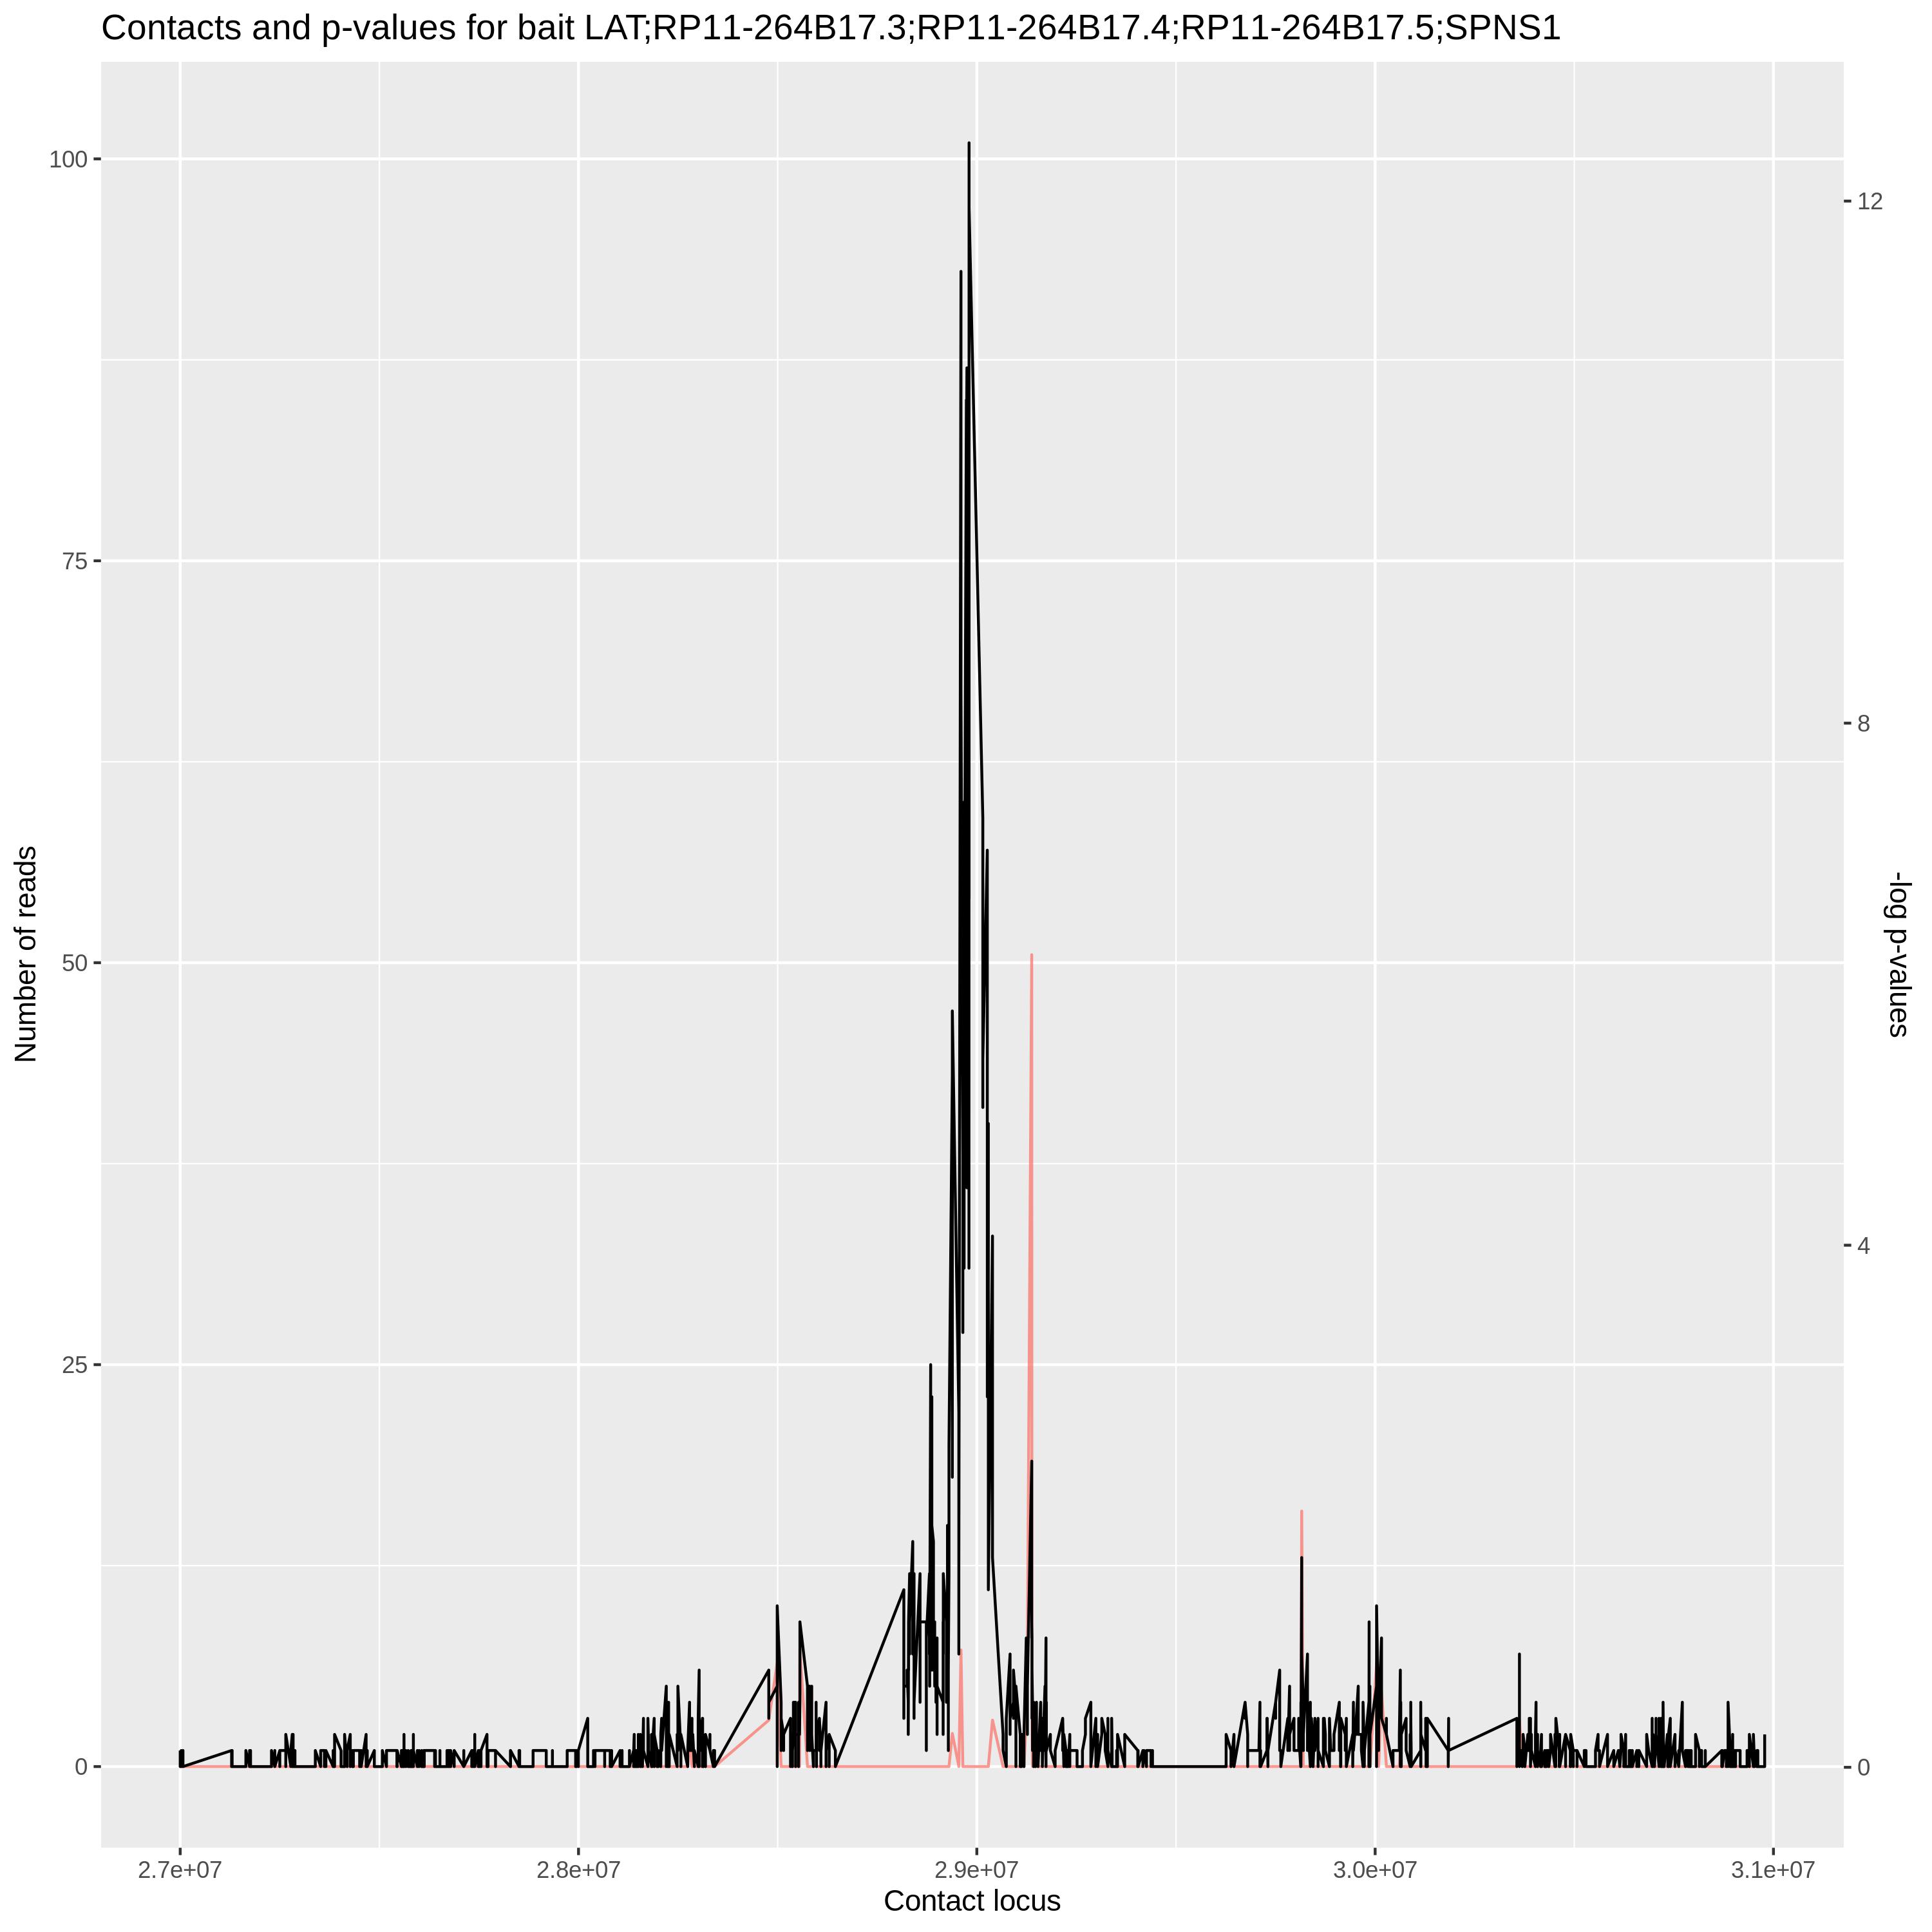 Contacts and p-values for bait LAT;RP11-264B17.3;RP11-264B17.4;RP11-264B17.5;SPNS1
100
75
50
25
0
Number of reads
12
8
4
0
-log p-values
2.7e+07 2.8e+07 2.9e+07 3.0e+07 3.1e+07
Contact locus